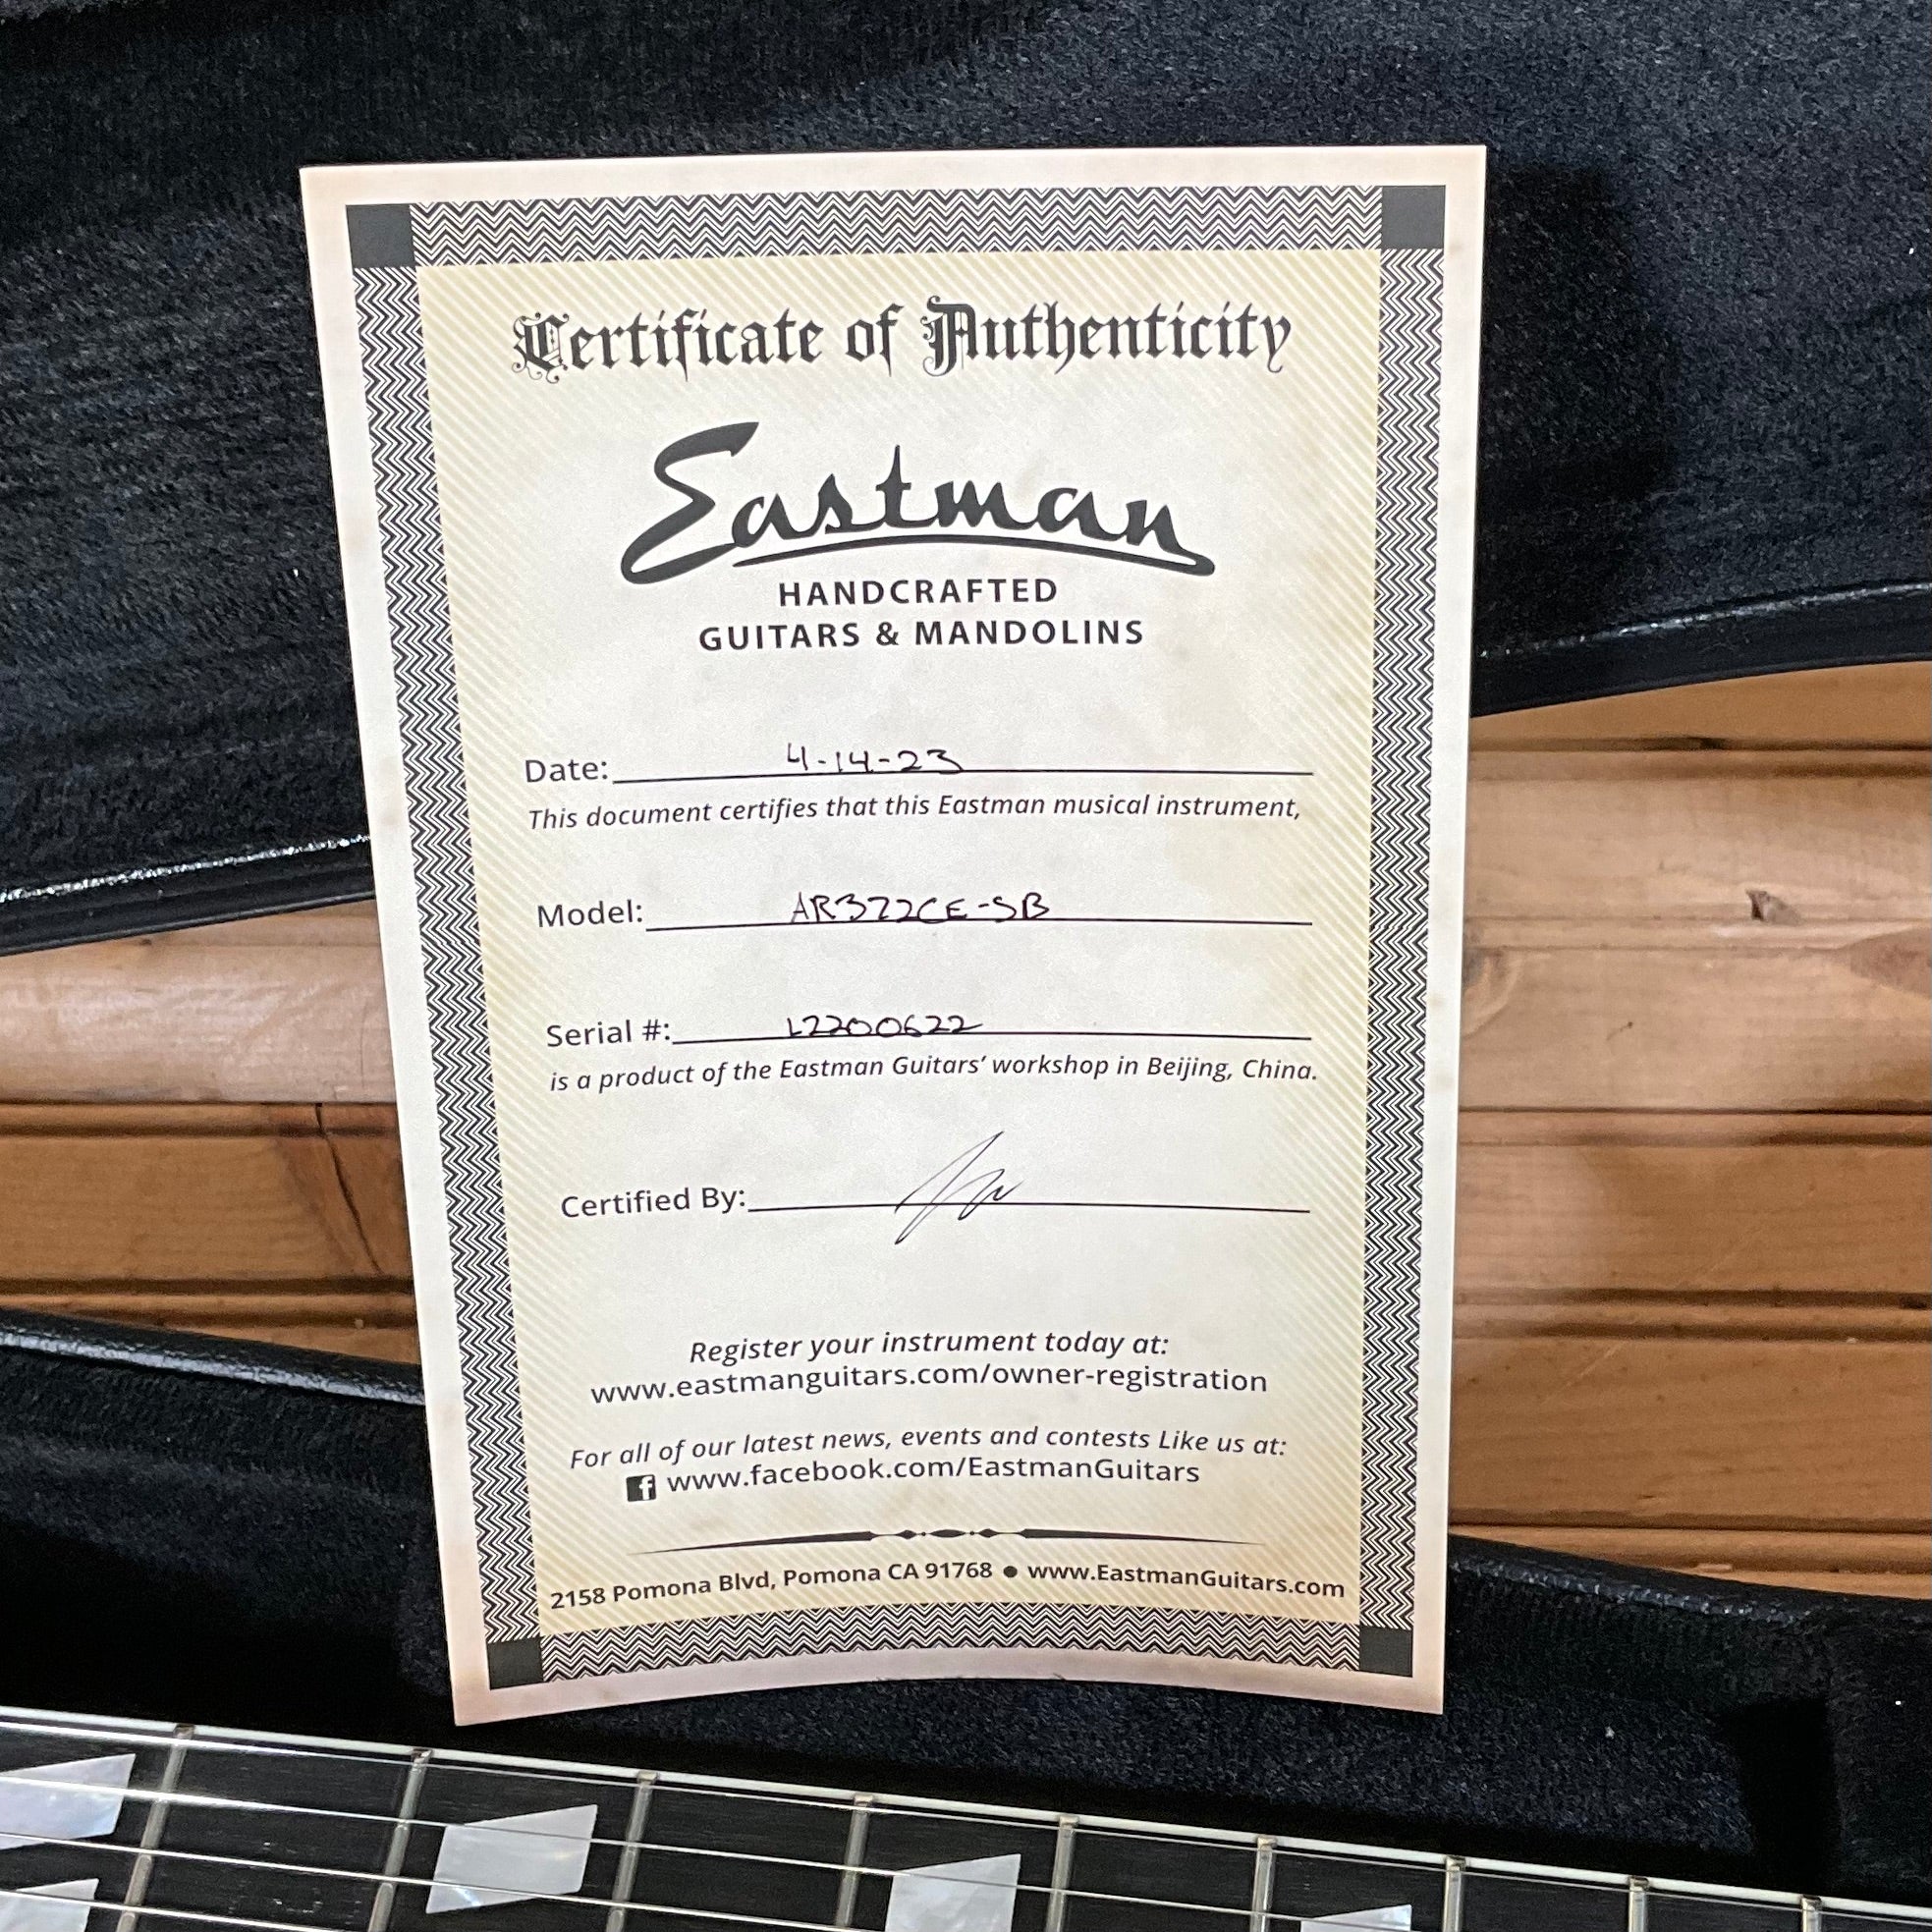 Certificate of Authenticity
Eastman
HANDCRAFTED
GUITARS & MANDOLINS
Date: 4-14-23
This document certifies that this Eastman musical instrument,
Model: AR372CE-SB
Serial #: L2200622
is a product of the Eastman Guitars' workshop in Beijing, China.
Certified By:
Register your instrument today at:
www.eastmanguitars.com/owner-registration
For all of our latest news, events and contests Like us at:
f www.facebook.com/EastmanGuitars
2158 Pomona Blvd, Pomona CA 91768 ● www.EastmanGuitars.com